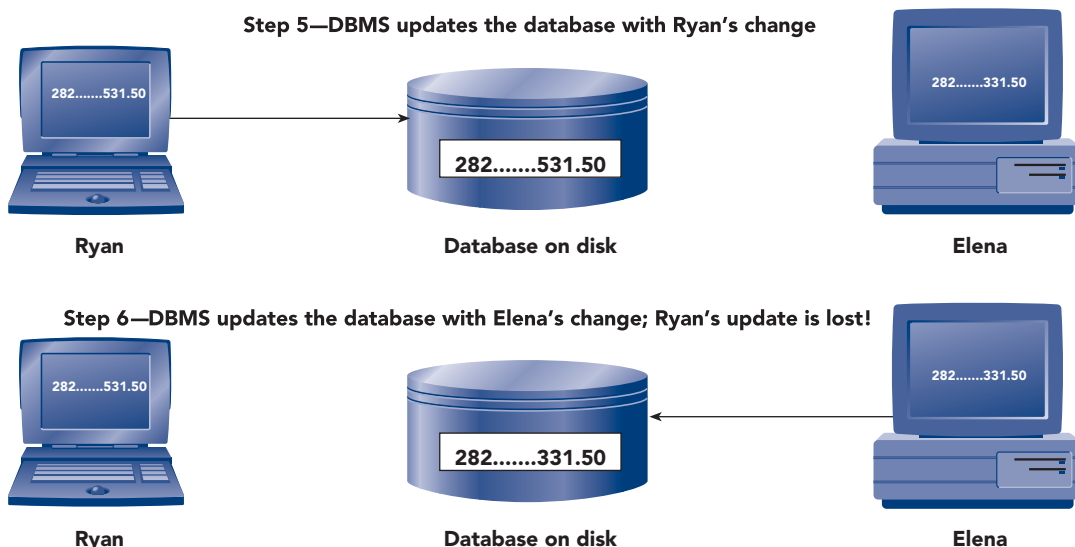 Step 5—DBMS updates the database with Ryan's change
282.......531.50
282.......531.50
282.......331.50
Ryan
Database on disk
Elena
Step 6—DBMS updates the database with Elena's change; Ryan's update is lost!
282.......531.50
282.......331.50
282.......331.50
Ryan
Database on disk
Elena